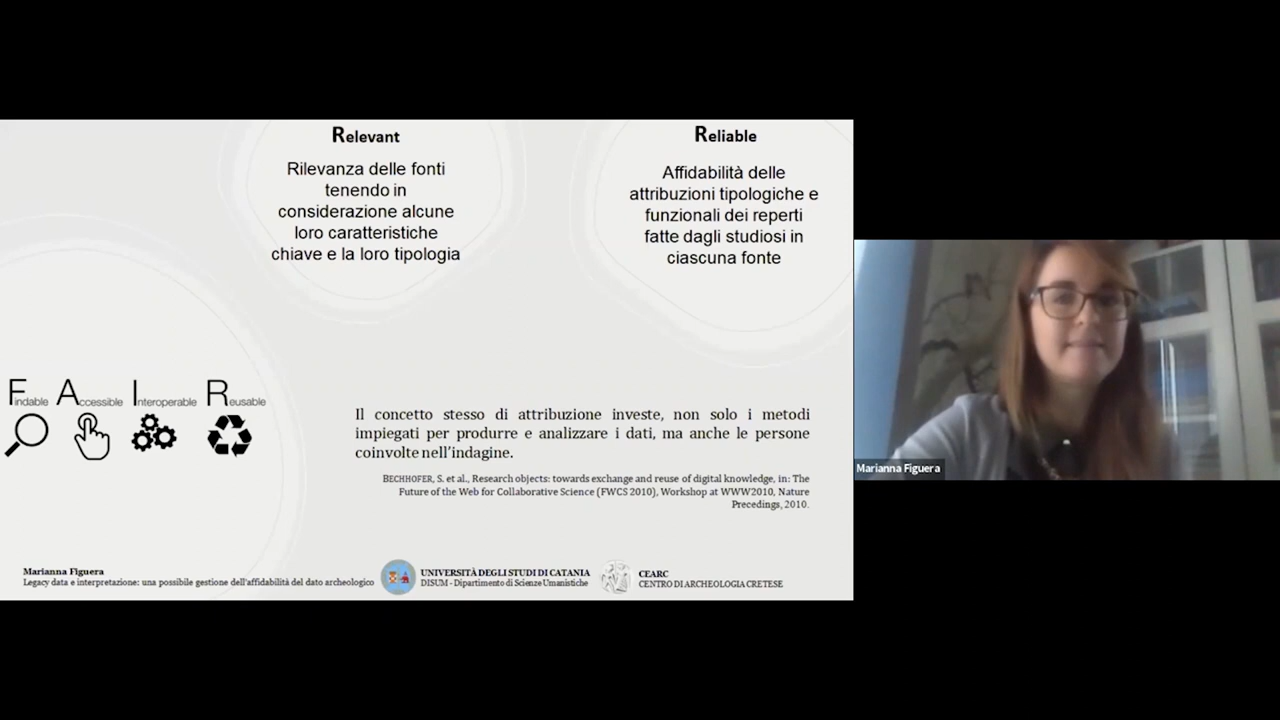 Relevant
Rilevanza delle fonti
tenendo in
considerazione alcune
loro caratteristiche
chiave e la loro tipologia
Reliable
Affidabilità delle
attribuzioni tipologiche e
funzionali dei reperti
fatte dagli studiosi in
ciascuna fonte
Findable Accessible Interoperable Reusable
Il concetto stesso di attribuzione investe, non solo i metodi
impiegati per produrre e analizzare i dati, ma anche le persone
coinvolte nell'indagine.
BECHHOFER, S. et al., Research objects: towards exchange and reuse of digital knowledge, in: The
Future of the Web for Collaborative Science (FWCS 2010), Workshop at WWW2010, Nature
Precedings, 2010.
Marianna Figuera
Legacy data e interpretazione: una possibile gestione dell'affidabilità del dato archeologico
UNIVERSITÀ DEGLI STUDI DI CATANIA
DISUM - Dipartimento di Scienze Umanistiche
CEARC
CENTRO DI ARCHEOLOGIA CRETESE
Marianna Figuera